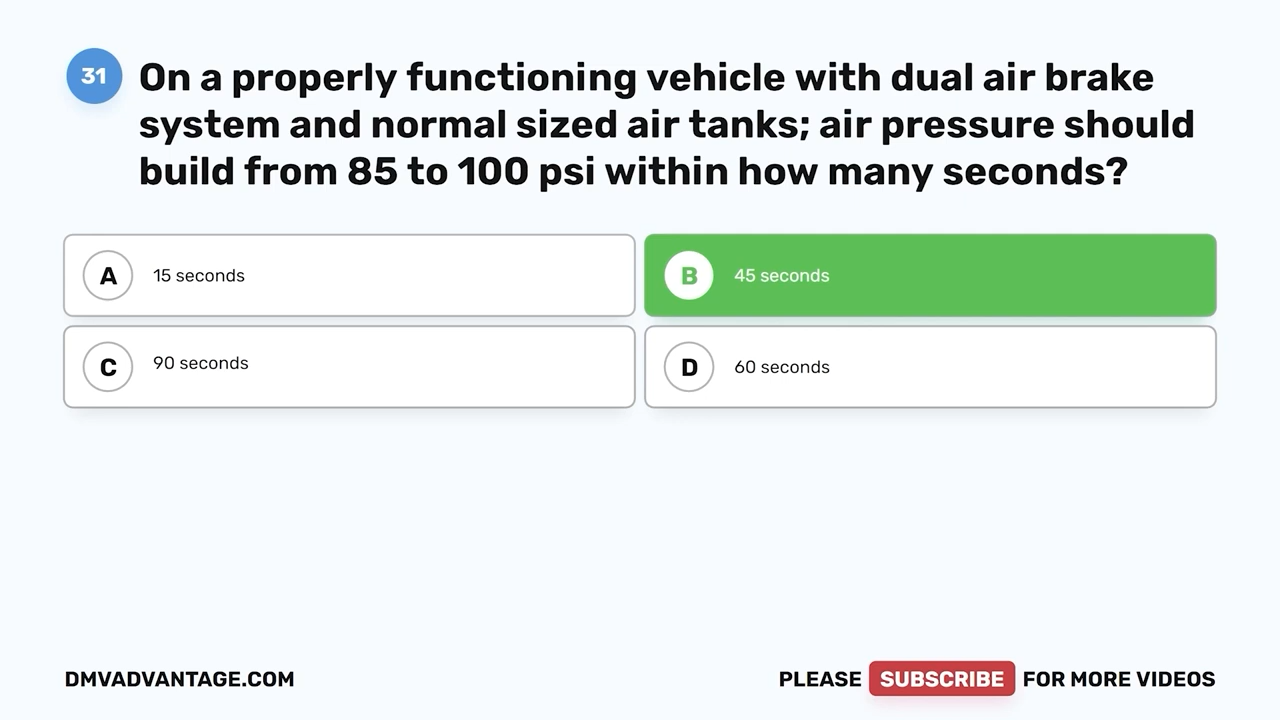 31
On a properly functioning vehicle with dual air brake
system and normal sized air tanks; air pressure should
build from 85 to 100 psi within how many seconds?
A 15 seconds
B 45 seconds
C 90 seconds
D 60 seconds
DMVADVANTAGE.COM
PLEASE SUBSCRIBE FOR MORE VIDEOS